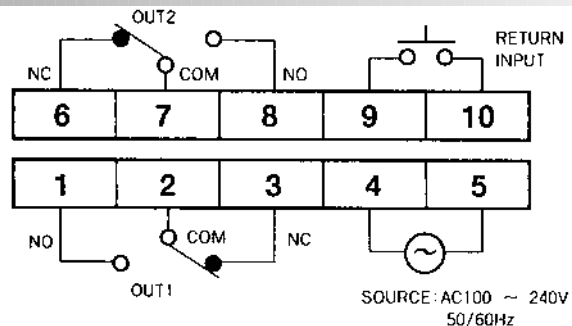 OUT2
RETURN
INPUT
NC COM NO
6 7 8 9 10
1 2 3 4 5
NO COM NC
OUT1
SOURCE:AC100 ~ 240V
50/60Hz